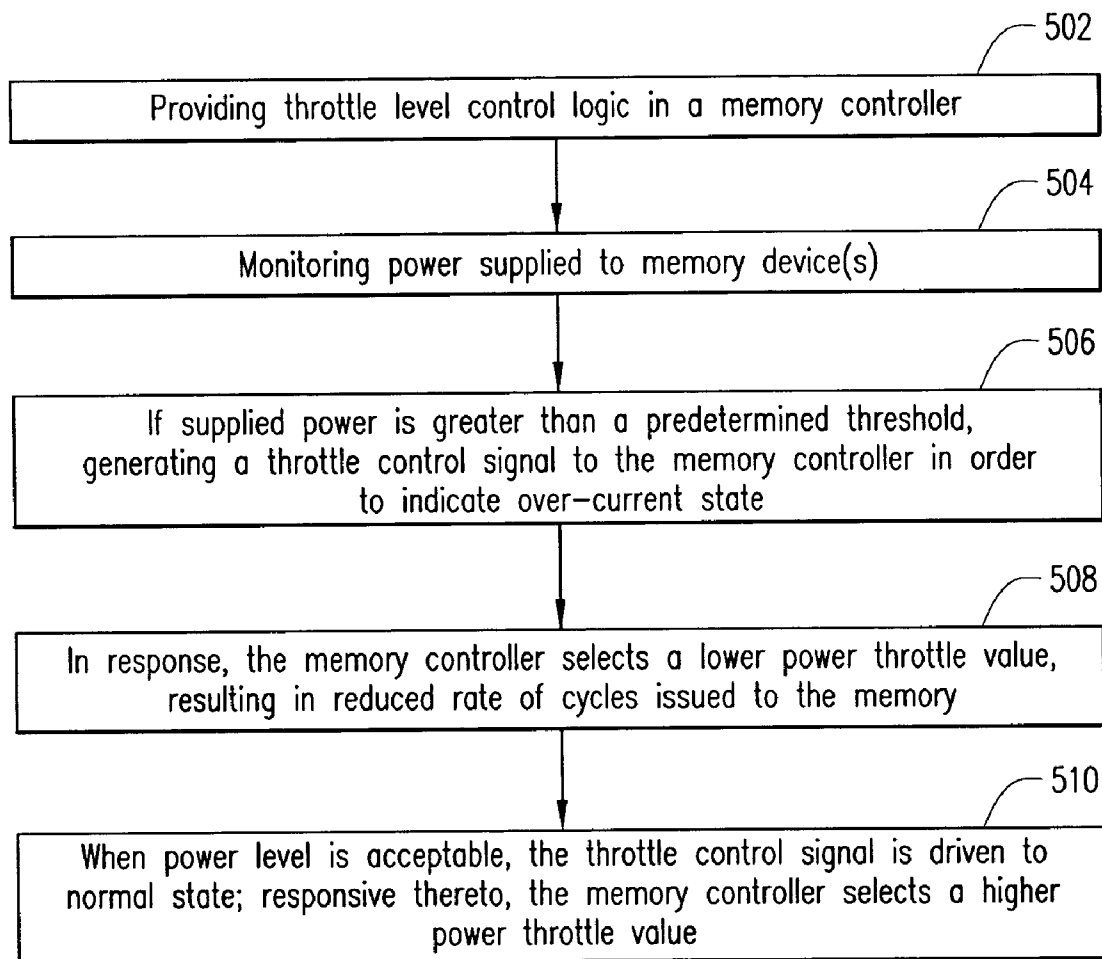 502
Providing throttle level control logic in a memory controller
504
Monitoring power supplied to memory device(s)
506
If supplied power is greater than a predetermined threshold,
generating a throttle control signal to the memory controller in order
to indicate over-current state
508
In response, the memory controller selects a lower power throttle value,
resulting in reduced rate of cycles issued to the memory
510
When power level is acceptable, the throttle control signal is driven to
normal state; responsive thereto, the memory controller selects a higher
power throttle value